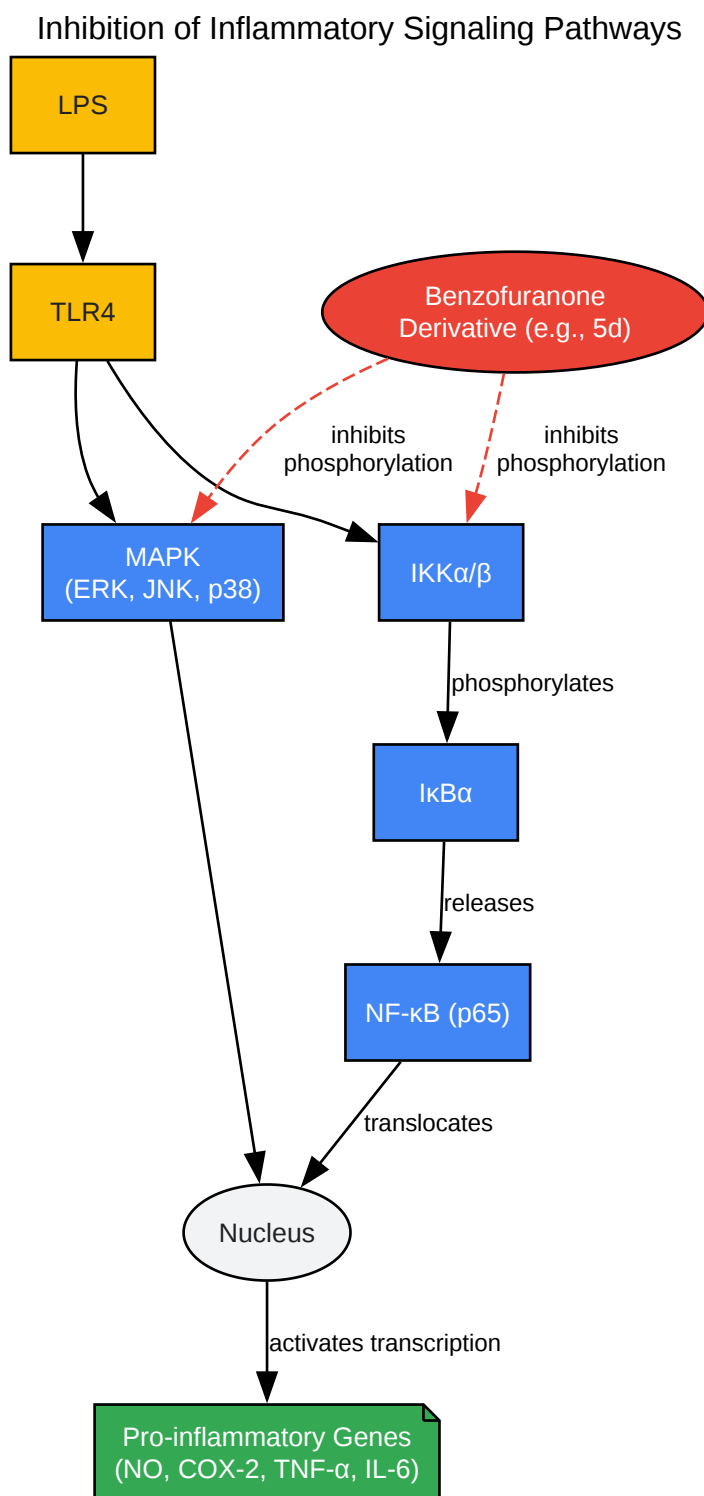 Inhibition of Inflammatory Signaling Pathways
LPS
TLR4
Benzofuranone
Derivative (e.g., 5d)
inhibits
phosphorylation
inhibits
phosphorylation
MAPK
(ERK, JNK, p38)
IKKα/β
phosphorylates
IκBα
releases
NF-κB (p65)
translocates
Nucleus
activates transcription
Pro-inflammatory Genes
(NO, COX-2, TNF-α, IL-6)